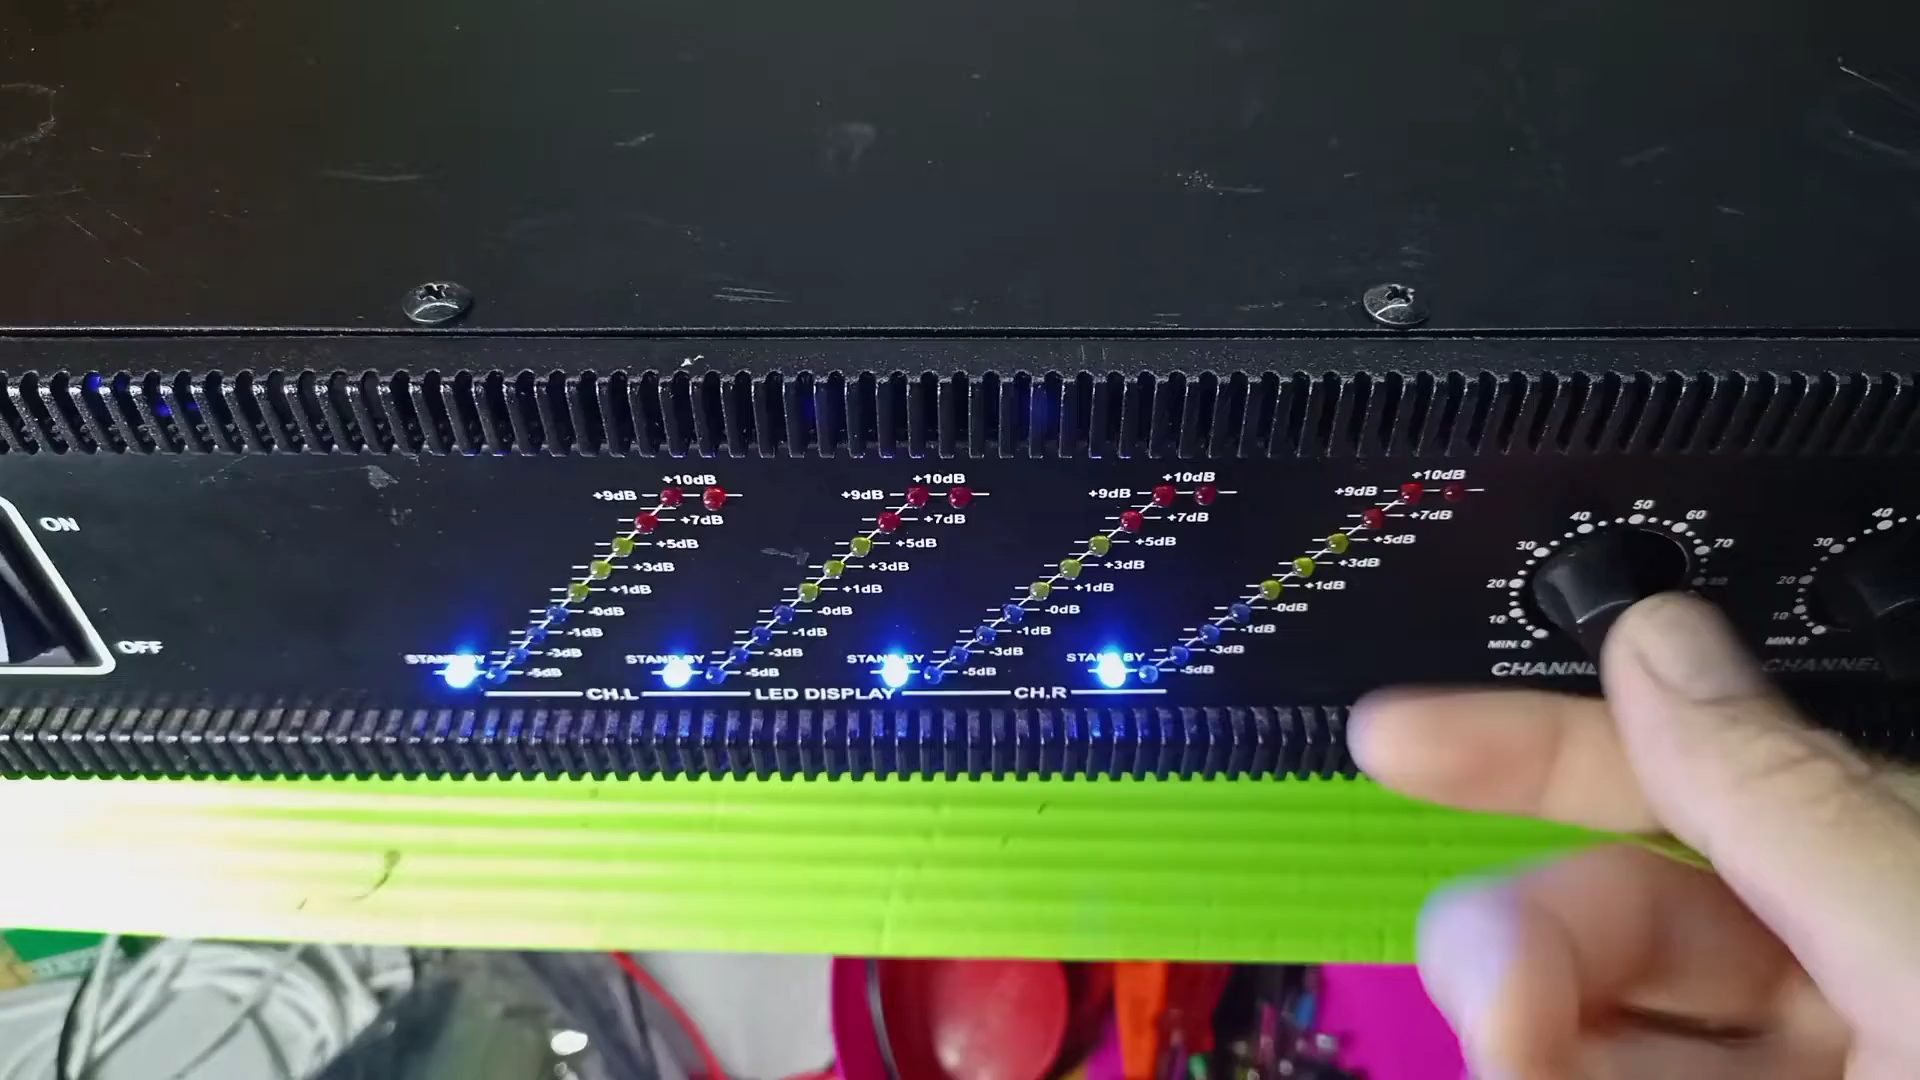 ON
OFF
+10dB
+9dB
+7dB
+5dB
+3dB
+1dB
-0dB
-1dB
-3dB
-5dB
STAND BY
+10dB
+9dB
+7dB
+5dB
+3dB
+1dB
-0dB
-1dB
-3dB
-5dB
STAND BY
+10dB
+9dB
+7dB
+5dB
+3dB
+1dB
-0dB
-1dB
-3dB
-5dB
STAND BY
+10dB
+9dB
+7dB
+5dB
+3dB
+1dB
-0dB
-1dB
-3dB
-5dB
STAND BY
CH.L LED DISPLAY CH.R
50
40 60
30 70
20 80
10
MIN 0
40
30
20
10
MIN 0
CHANNEL